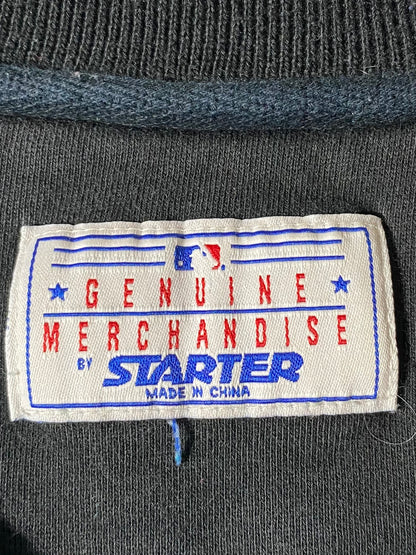 GENUINE
MERCHANDISE
BY STARTER
MADE IN CHINA